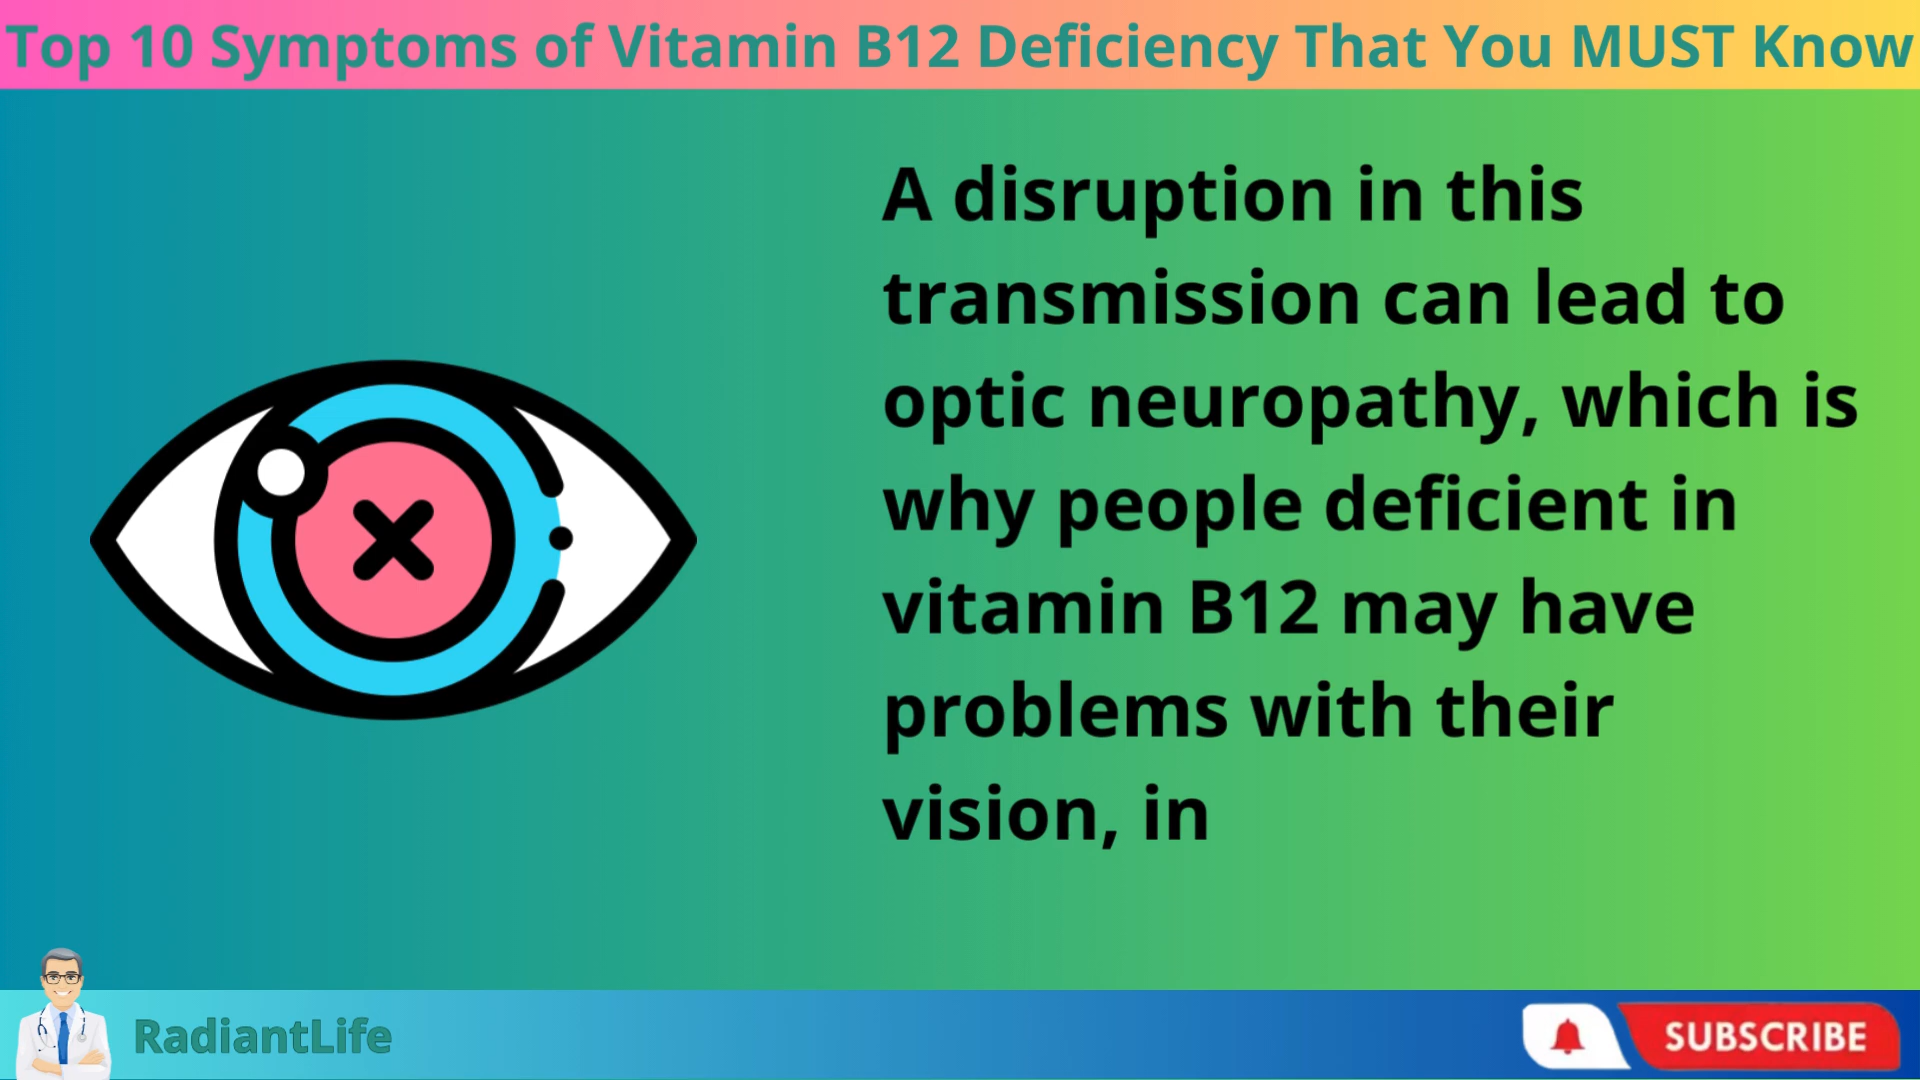 Top 10 Symptoms of Vitamin B12 Deficiency That You MUST Know
A disruption in this
transmission can lead to
optic neuropathy, which is
why people deficient in
vitamin B12 may have
problems with their
vision, in
RadiantLife
SUBSCRIBE